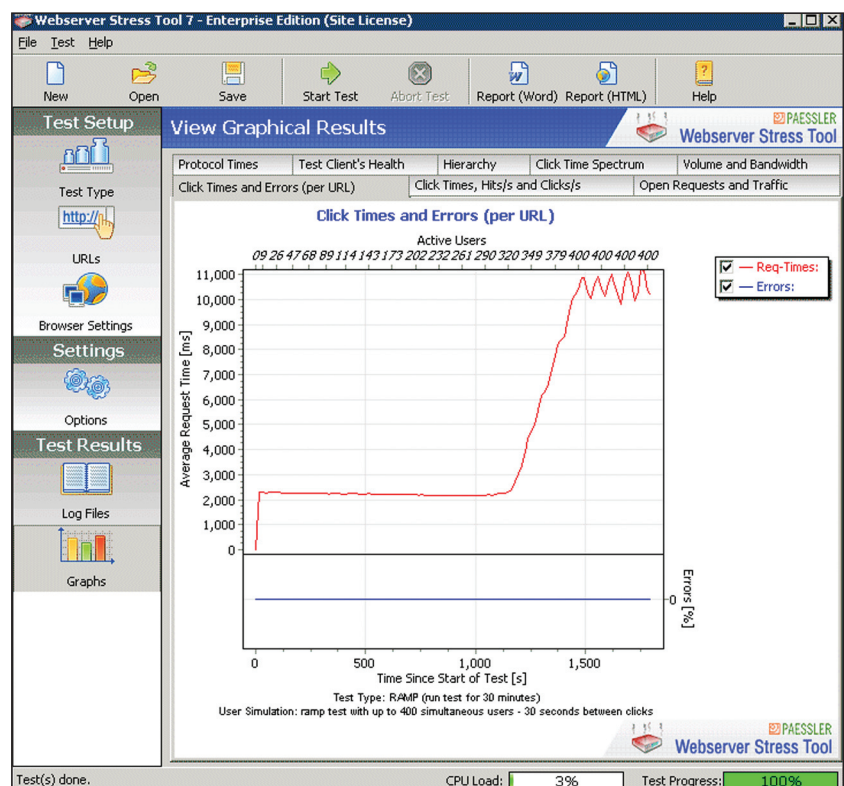 Webserver Stress Tool 7 - Enterprise Edition (Site License)
File Test Help
New Open Save Start Test Abort Test Report (Word) Report (HTML) Help
Test Setup
Test Type
http://
URLs
Browser Settings
Settings
Options
Test Results
Log Files
Graphs
View Graphical Results
PAESSLER
Webserver Stress Tool
Protocol Times Test Client's Health Hierarchy Click Time Spectrum Volume and Bandwidth
Click Times and Errors (per URL) Click Times, Hits/s and Clicks/s Open Requests and Traffic
Click Times and Errors (per URL)
Active Users
09 26 47 68 89 114 143 173 202 232 261 290 320 349 379 400 400 400 400
Req-Times:
Errors:
Average Request Time [ms]
11,000
10,000
9,000
8,000
7,000
6,000
5,000
4,000
3,000
2,000
1,000
0
0
Errors [%]
0 500 1,000 1,500
Time Since Start of Test [s]
Test Type: RAMP (run test for 30 minutes)
User Simulation: ramp test with up to 400 simultaneous users - 30 seconds between clicks
PAESSLER
Webserver Stress Tool
Test(s) done. CPU Load: 3% Test Progress: 100%